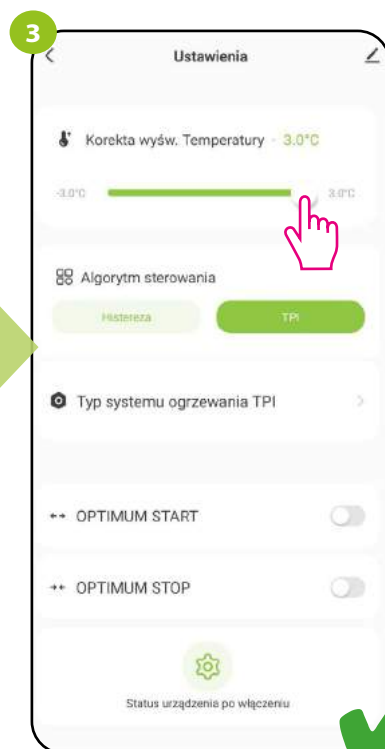 3
Ustawienia
Korekta wyśw. Temperatury - 3.0°C
-3.0°C 3.0°C
Algorytm sterowania
Histereza TPI
Typ systemu ogrzewania TPI
OPTIMUM START
OPTIMUM STOP
Status urządzenia po włączeniu